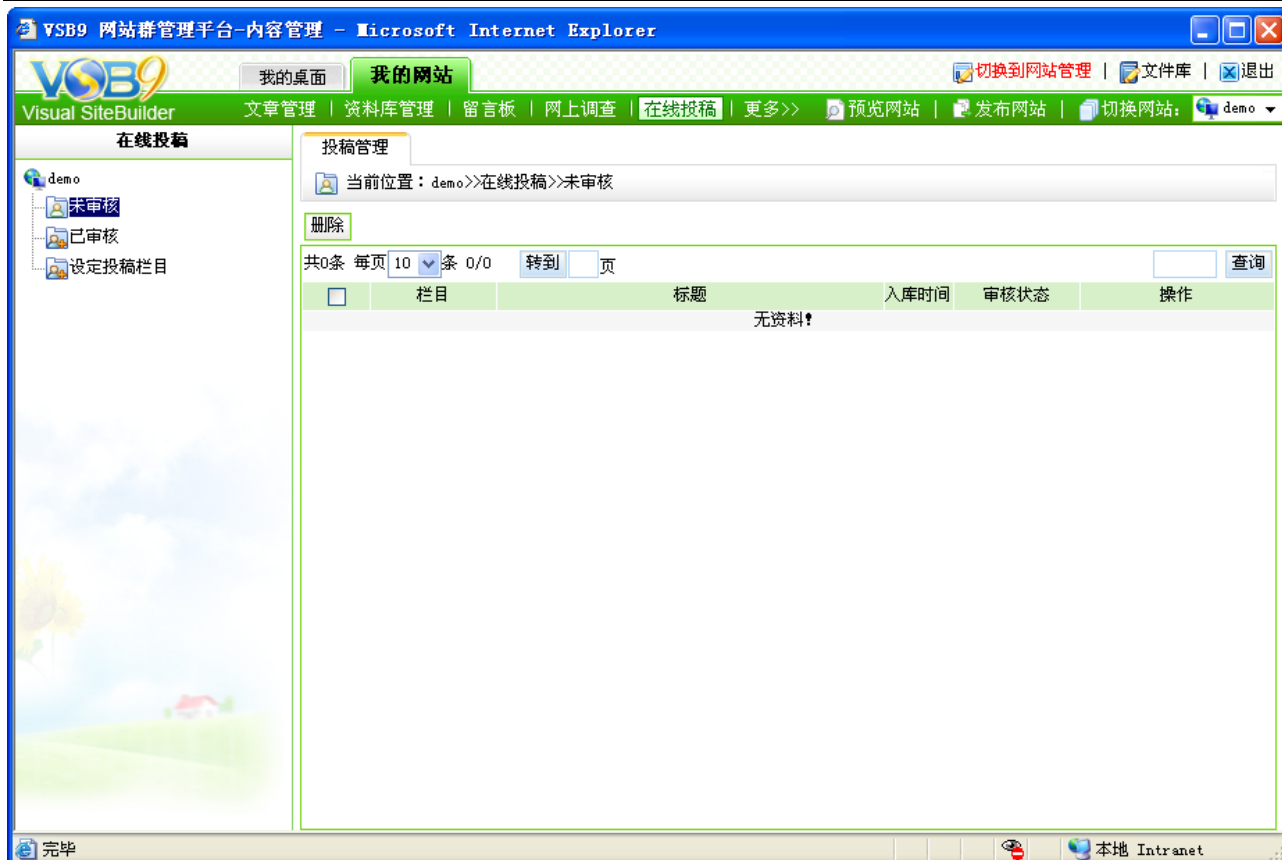 VSB9 网站群管理平台-内容管理 - Microsoft Internet Explorer
VSB9 我的桌面 我的网站 切换到网站管理 | 文件库 | 退出
Visual SiteBuilder 文章管理 | 资料库管理 | 留言板 | 网上调查 | 在线投稿 | 更多>> 预览网站 | 发布网站 | 切换网站: demo
在线投稿
投稿管理
demo
当前位置：demo>>在线投稿>>未审核
未审核
删除
已审核
设定投稿栏目
共0条 每页 10 条 0/0 转到 页 查询
栏目 标题 入库时间 审核状态 操作
无资料!
完毕 本地 Intranet